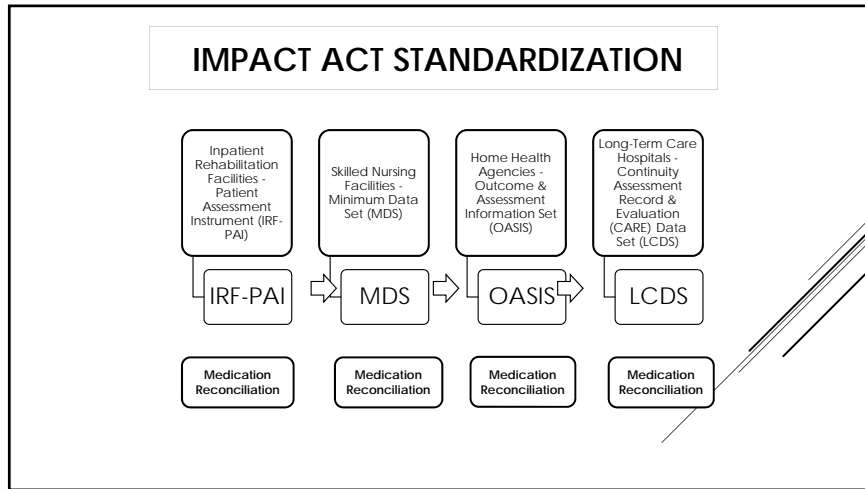 IMPACT ACT STANDARDIZATION
Inpatient
Rehabilitation
Facilities -
Patient
Assessment
Instrument (IRF-
PAI)
IRF-PAI
Skilled Nursing
Facilities -
Minimum Data
Set (MDS)
MDS
Home Health
Agencies -
Outcome &
Assessment
Information Set
(OASIS)
OASIS
Long-Term Care
Hospitals -
Continuity
Assessment
Record &
Evaluation
(CARE) Data
Set (LCDS)
LCDS
Medication
Reconciliation
Medication
Reconciliation
Medication
Reconciliation
Medication
Reconciliation